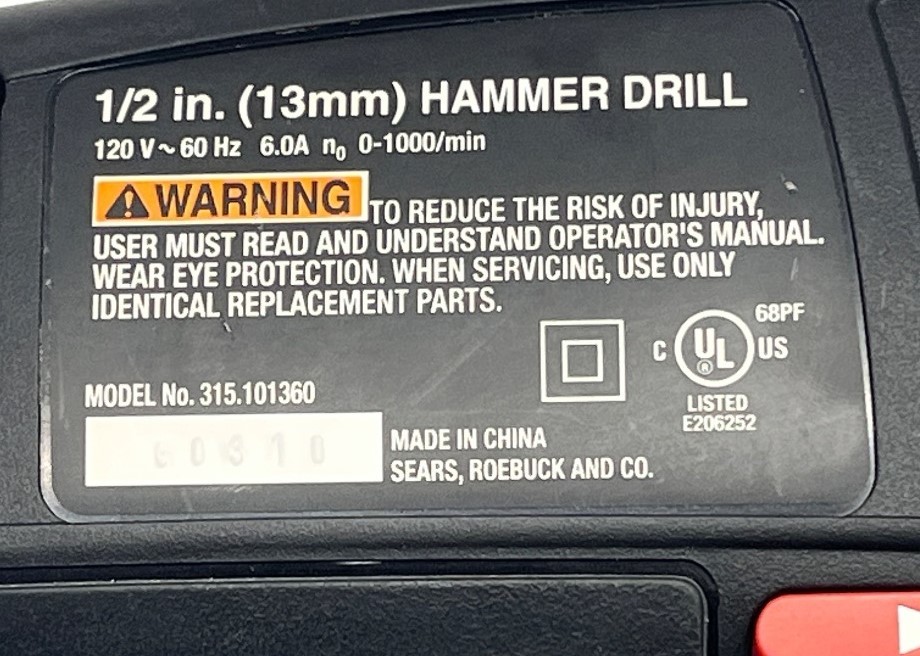 1/2 in. (13mm) HAMMER DRILL
120 V~60 Hz 6.0A n₀ 0-1000/min
WARNING TO REDUCE THE RISK OF INJURY,
USER MUST READ AND UNDERSTAND OPERATOR'S MANUAL.
WEAR EYE PROTECTION. WHEN SERVICING, USE ONLY
IDENTICAL REPLACEMENT PARTS.
68PF
C UL US
®
LISTED
E206252
MODEL No. 315.101360
MADE IN CHINA
SEARS, ROEBUCK AND CO.